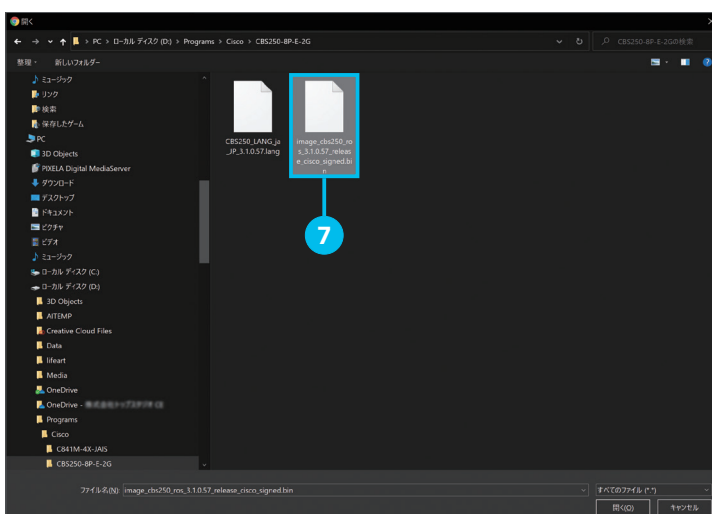 開く
PC > ローカル ディスク (D:) > Programs > Cisco > CBS250-8P-E-2G
CBS250-8P-E-2Gの検索
整理
新しいフォルダー
ミュージック
リンク
検索
保存したゲーム
PC
3D Objects
PIXELA Digital MediaServer
ダウンロード
デスクトップ
ドキュメント
ピクチャ
ビデオ
ミュージック
ローカル ディスク (C:)
ローカル ディスク (D:)
3D Objects
AITEMP
Creative Cloud Files
Data
lifeart
Media
OneDrive
OneDrive -
Programs
Cisco
C841M-4X-JAIS
CBS250-8P-E-2G
CBS250_LANG_ja
_JP_3.1.0.57.lang
image_cbs250_ro
s_3.1.0.57_releas
e_cisco_signed.bi
n
7
ファイル名(N):
image_cbs250_ros_3.1.0.57_release_cisco_signed.bin
すべてのファイル (*.*)
開く(O)
キャンセル